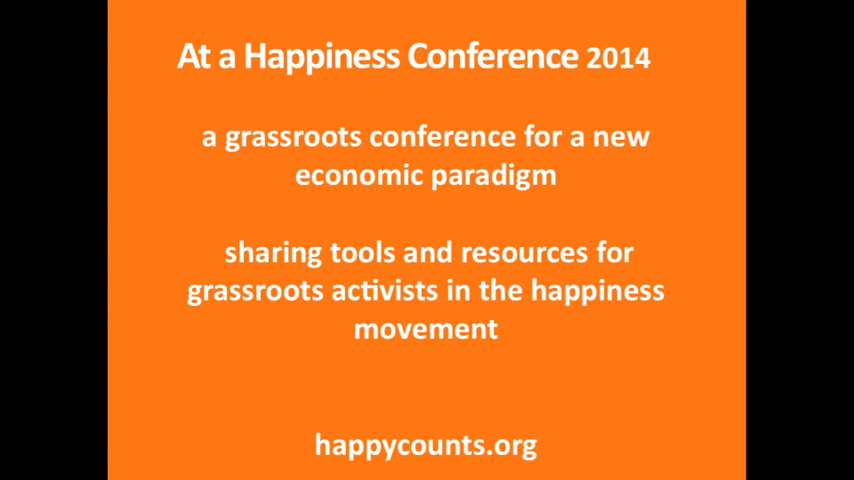 At a Happiness Conference 2014
a grassroots conference for a new
economic paradigm
sharing tools and resources for
grassroots activists in the happiness
movement
happycounts.org